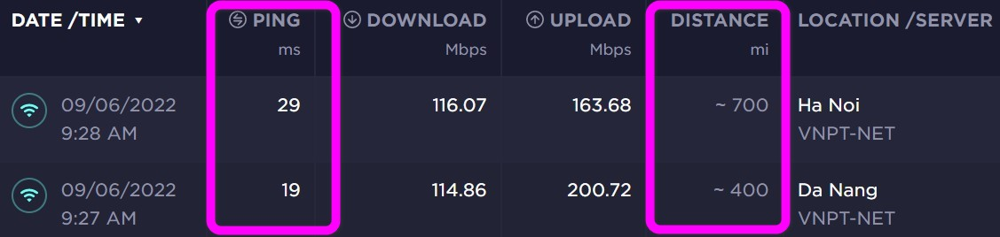 DATE /TIME PING DOWNLOAD UPLOAD DISTANCE LOCATION /SERVER
ms Mbps Mbps mi
09/06/2022 29 116.07 163.68 ~ 700 Ha Noi
9:28 AM VNPT-NET
09/06/2022 19 114.86 200.72 ~ 400 Da Nang
9:27 AM VNPT-NET